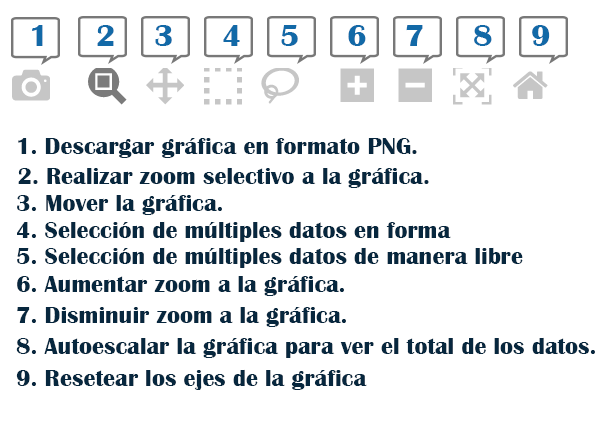 1 2 3 4 5 6 7 8 9
1. Descargar gráfica en formato PNG.
2. Realizar zoom selectivo a la gráfica.
3. Mover la gráfica.
4. Selección de múltiples datos en forma
5. Selección de múltiples datos de manera libre
6. Aumentar zoom a la gráfica.
7. Disminuir zoom a la gráfica.
8. Autoescalar la gráfica para ver el total de los datos.
9. Resetear los ejes de la gráfica